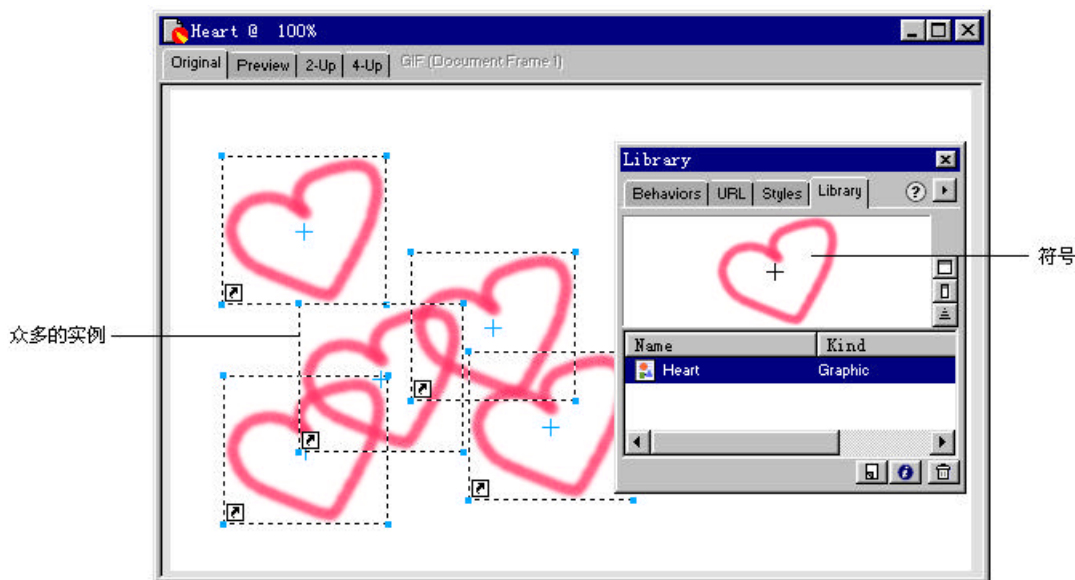 Heart @ 100%
Original Preview 2-Up 4-Up GIF (Document Frame 1)
Library
Behaviors URL Styles Library ?
符号
众多的实例
Name Kind
Heart Graphic